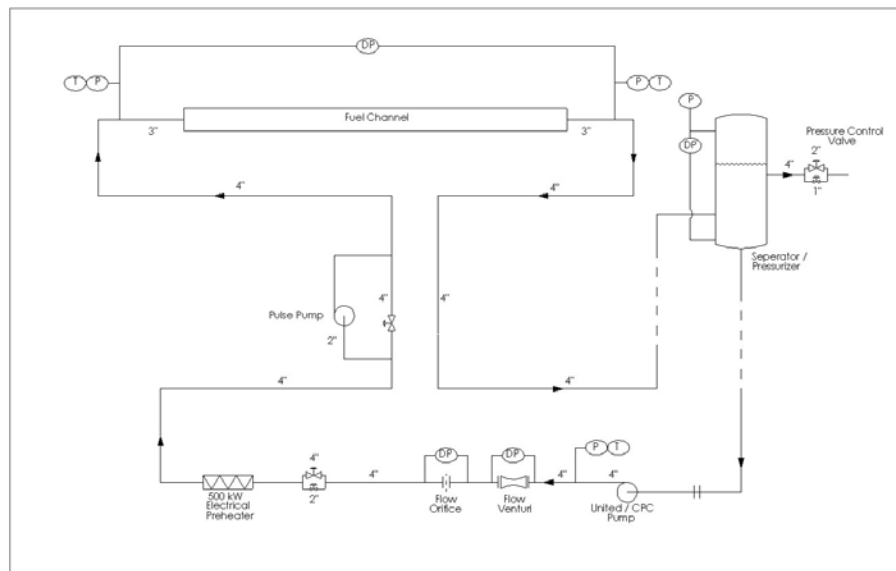 DP
T P
P T
Fuel Channel
3"
3"
P
DP
Pressure Control
Valve
2"
4"
1"
4"
4"
Seperator /
Pressurizer
4"
4"
Pulse Pump
2"
4"
4"
4"
2"
500 kW
Electrical
Preheater
4"
DP
Flow
Orifice
DP
Flow
Venturi
4"
P T
4"
United / CPC
Pump